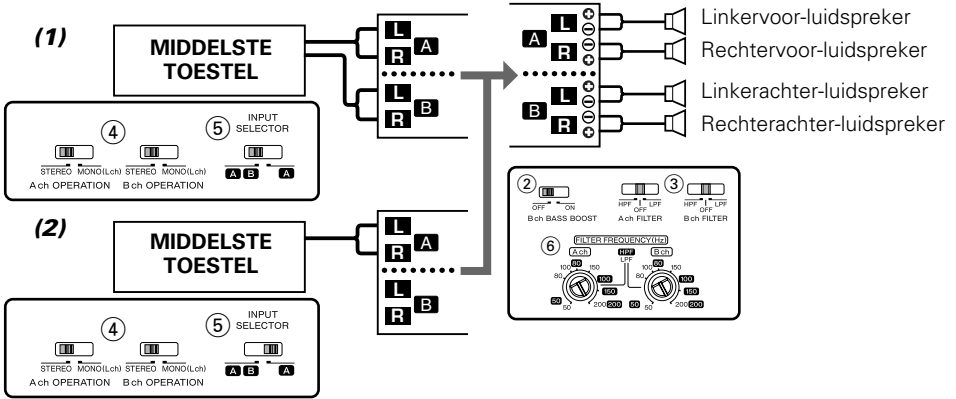 (1)
MIDDELSTE
TOESTEL
L
R
A
L
R
B
A
L
R
B
L
R
⊕
⊖
⊖
⊕
⊕
⊖
⊖
⊕
Linkervoor-luidspreker
Rechtervoor-luidspreker
Linkerachter-luidspreker
Rechterachter-luidspreker
④
⑤
INPUT
SELECTOR
STEREO MONO(Lch) STEREO MONO(Lch) A B A
A ch OPERATION B ch OPERATION
(2)
MIDDELSTE
TOESTEL
L
R
A
L
R
B
④
⑤
INPUT
SELECTOR
STEREO MONO(Lch) STEREO MONO(Lch) A B A
A ch OPERATION B ch OPERATION
②
③
OFF ON HPF OFF LPF HPF OFF LPF
B ch BASS BOOST A ch FILTER B ch FILTER
⑥
FILTER FREQUENCY(Hz)
A ch HPF B ch
LPF
80 80
100 150 100 150
80 100 80 100
150 150
50 200 50 200
50 200 50 200